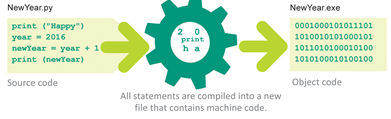 NewYear.py
print ("Happy")
year = 2016
newYear = year + 1
print (newYear)
Source code
2 0
print
h a
All statements are compiled into a new
file that contains machine code.
NewYear.exe
0001000101011101
1010010101000101
1011010100010100
1010100010100100
Object code